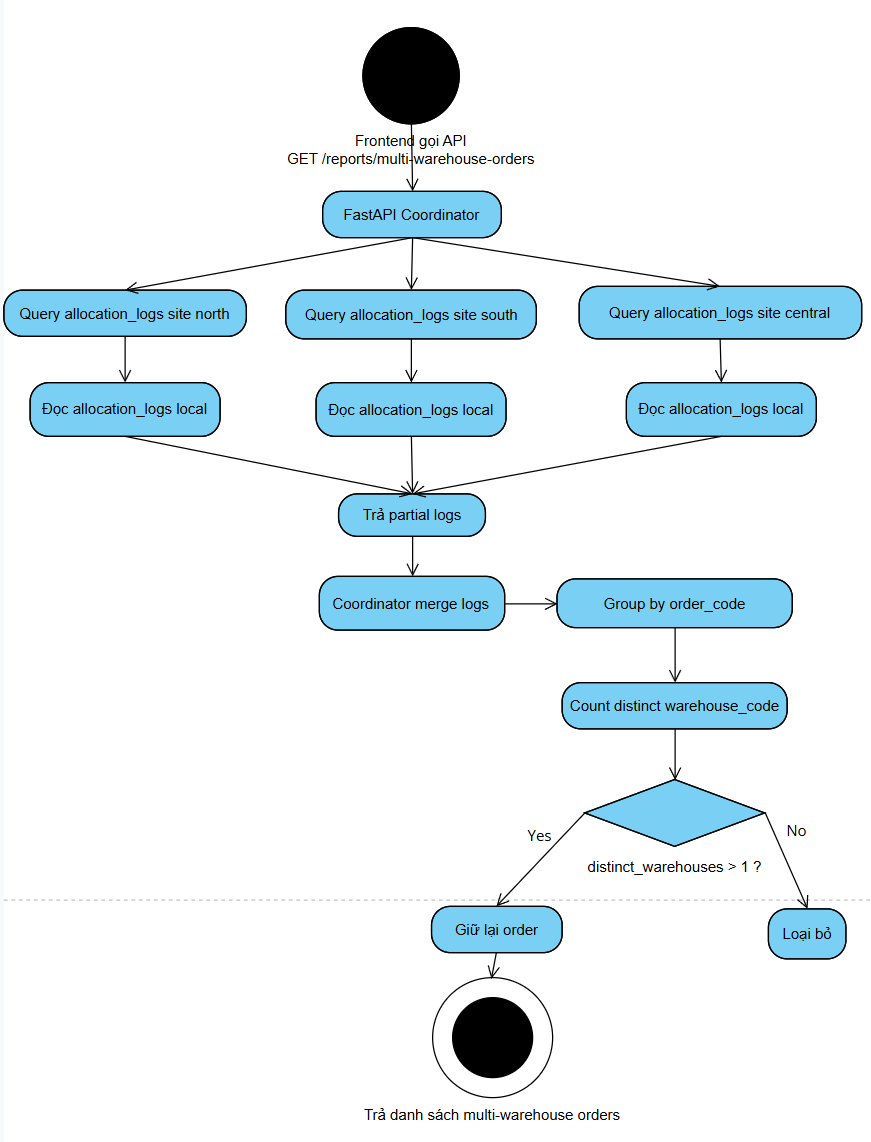 Frontend gọi API
GET /reports/multi-warehouse-orders
FastAPI Coordinator
Query allocation_logs site north
Query allocation_logs site south
Query allocation_logs site central
Đọc allocation_logs local
Đọc allocation_logs local
Đọc allocation_logs local
Trả partial logs
Coordinator merge logs
Group by order_code
Count distinct warehouse_code
Yes
No
distinct_warehouses > 1 ?
Giữ lại order
Loại bỏ
Trả danh sách multi-warehouse orders